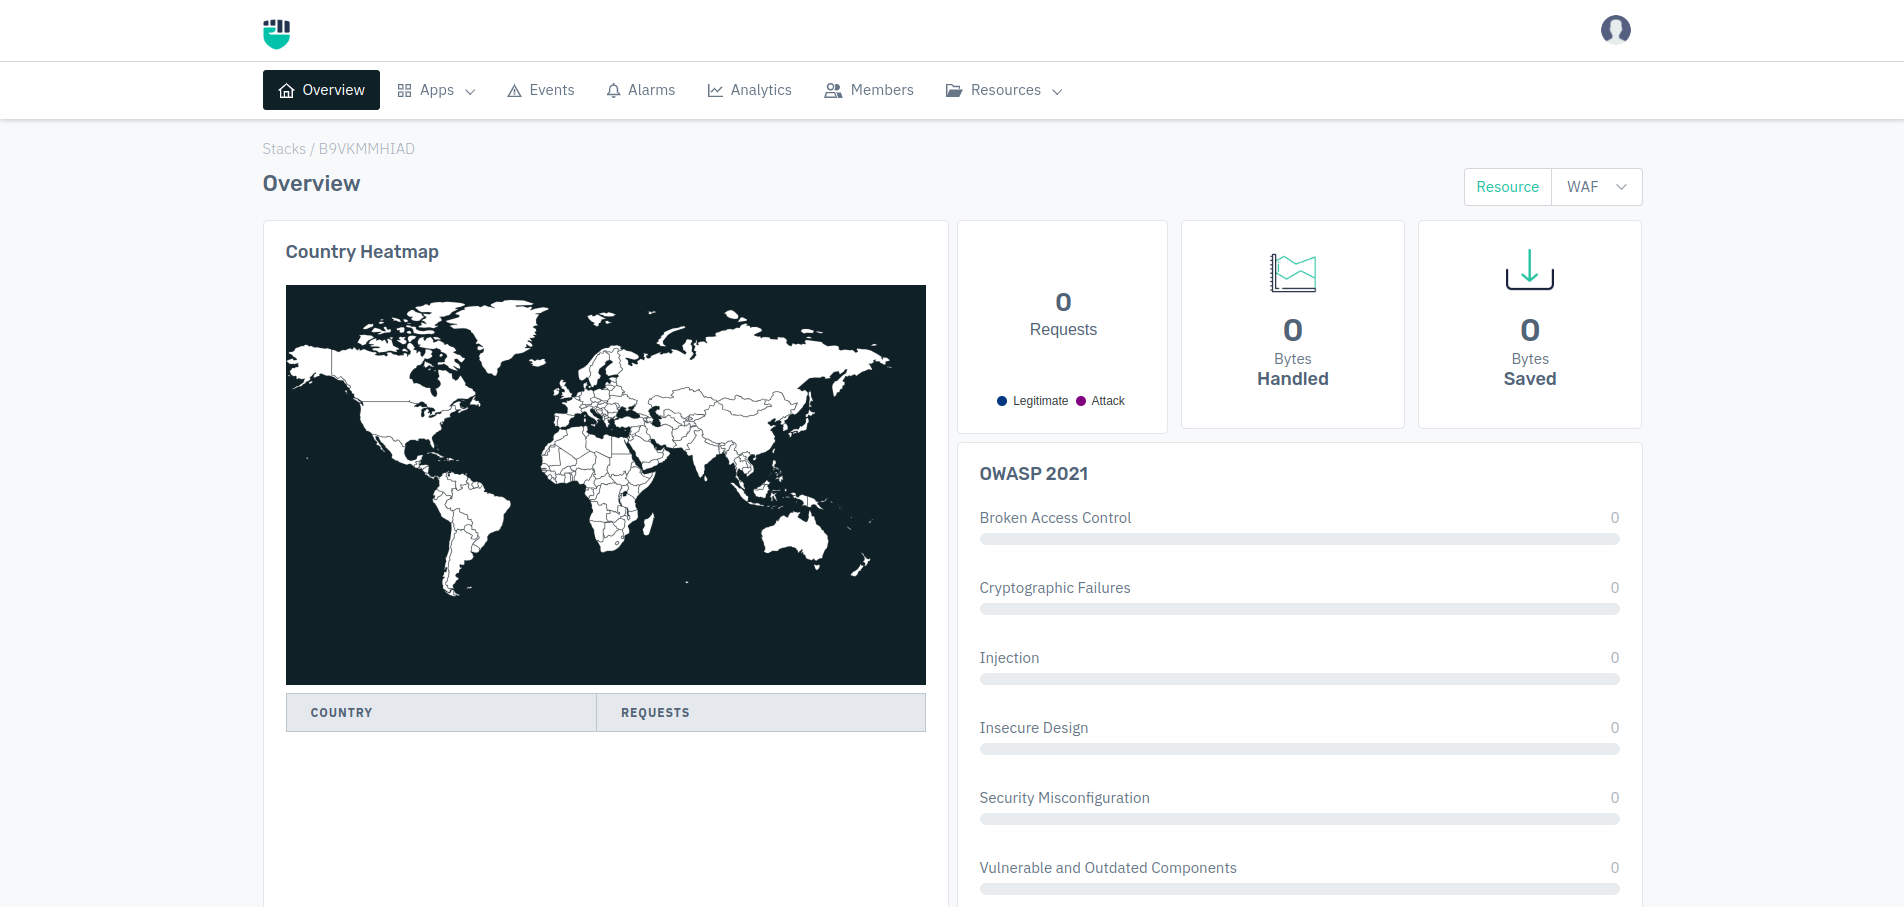 Overview
Apps
Events
Alarms
Analytics
Members
Resources
Stacks / B9VKMMHIAD
Overview
Resource
WAF
Country Heatmap
COUNTRY
REQUESTS
0
Requests
Legitimate
Attack
0
Bytes
Handled
0
Bytes
Saved
OWASP 2021
Broken Access Control 0
Cryptographic Failures 0
Injection 0
Insecure Design 0
Security Misconfiguration 0
Vulnerable and Outdated Components 0